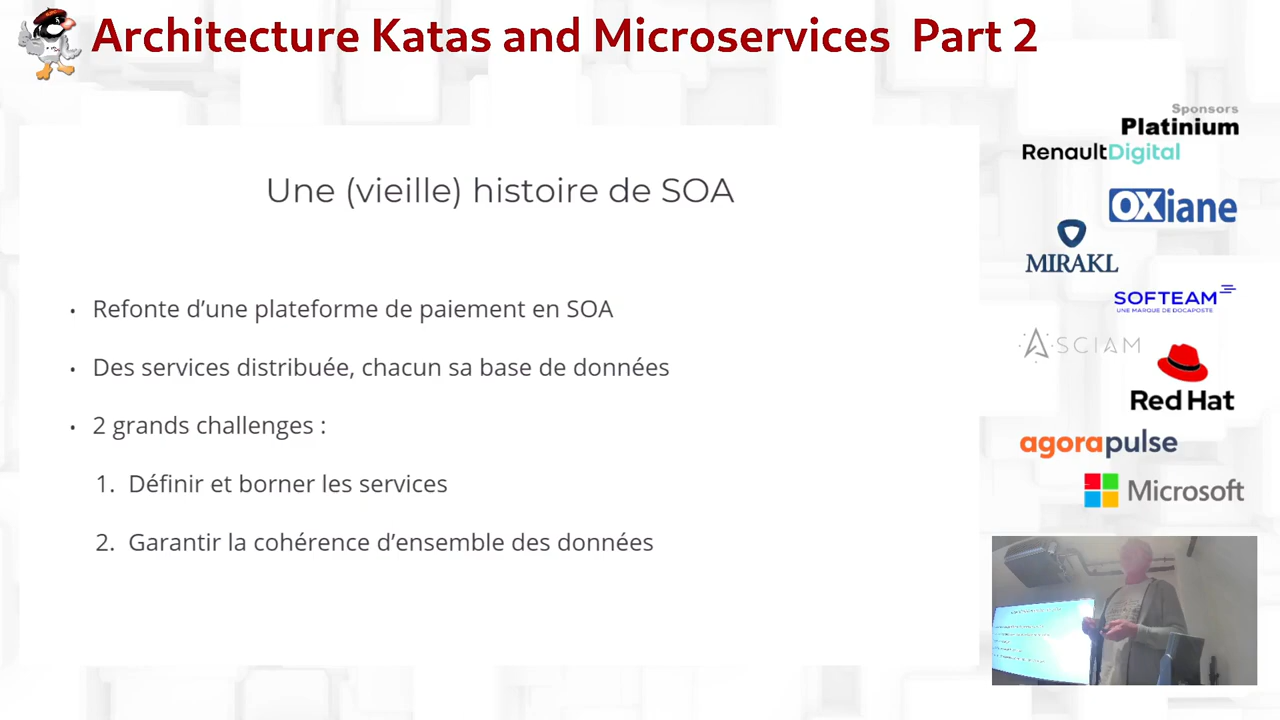 Architecture Katas and Microservices Part 2
Une (vieille) histoire de SOA
• Refonte d’une plateforme de paiement en SOA
• Des services distribuée, chacun sa base de données
• 2 grands challenges :
1. Définir et borner les services
2. Garantir la cohérence d’ensemble des données
Sponsors
Platinium
RenaultDigital
OXiane
MIRAKL
SOFTEAM
UNE MARQUE DE DOCAPOSTE
ASCIAM
Red Hat
agorapulse
Microsoft